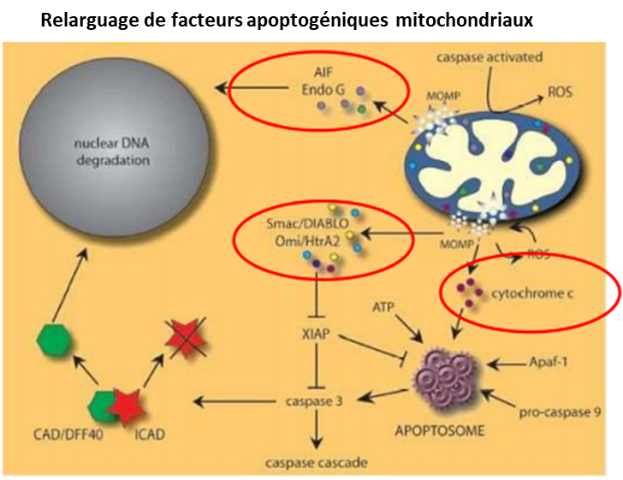 Relarguage de facteurs apoptogéniques mitochondriaux
caspase activated
AIF
Endo G
MOMP
ROS
nuclear DNA
degradation
Smac/DIABLO
Omi/HtrA2
MOMP
ROS
cytochrome c
ATP
XIAP
Apaf-1
caspase 3
pro-caspase 9
CAD/DFF40
ICAD
APOPTOSOME
caspase cascade